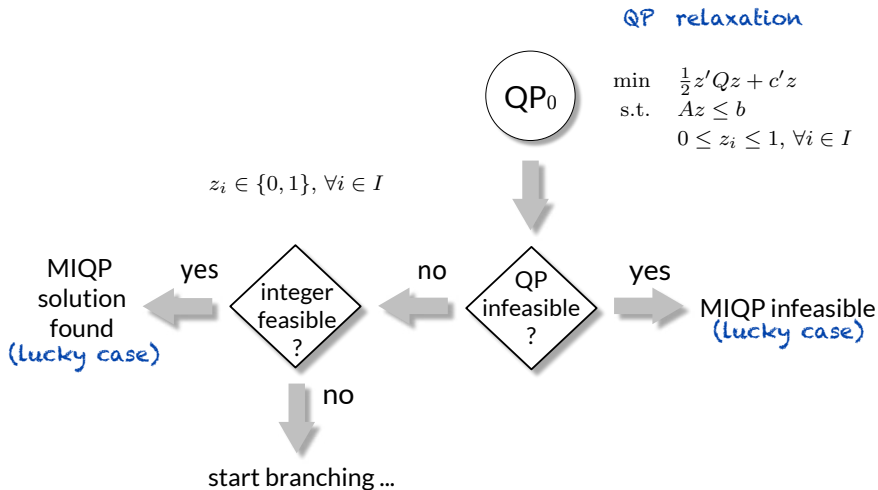 QP relaxation
QP₀
min ½z′Qz + c′z
s.t. Az ≤ b
0 ≤ zᵢ ≤ 1, ∀i ∈ I
zᵢ ∈ {0, 1}, ∀i ∈ I
MIQP
solution
found
(lucky case)
yes
integer
feasible
?
no
QP
infeasible
?
yes
MIQP infeasible
(lucky case)
no
start branching ...